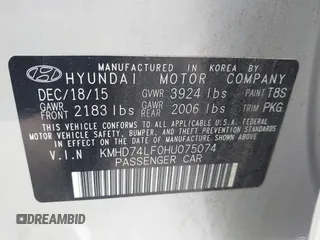 MANUFACTURED IN KOREA BY
HYUNDAI MOTOR COMPANY
DEC/18/15 GVWR 3924 lbs PAINT T8S
GAWR FRONT 2183 lbs GAWR REAR 2006 lbs TRIM PKG
THIS VEHICLE CONFORMS TO ALL APPLICABLE
U.S. FEDERAL MOTOR VEHICLE SAFETY,
BUMPER, AND THEFT PREVENTION STANDARDS
IN EFFECT ON THE DATE OF MANUFACTURE
SHOWN ABOVE.
V.I.N KMHD74LF0HU075074
PASSENGER CAR
DREAMBID